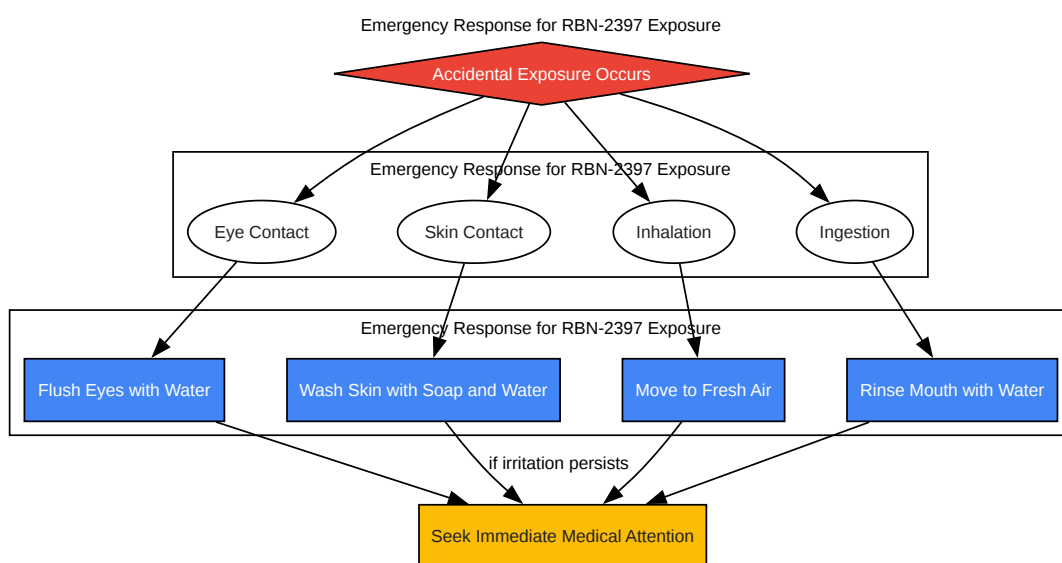 Emergency Response for RBN-2397 Exposure
Accidental Exposure Occurs
Emergency Response for RBN-2397 Exposure
Eye Contact
Skin Contact
Inhalation
Ingestion
Emergency Response for RBN-2397 Exposure
Flush Eyes with Water
Wash Skin with Soap and Water
Move to Fresh Air
Rinse Mouth with Water
if irritation persists
Seek Immediate Medical Attention